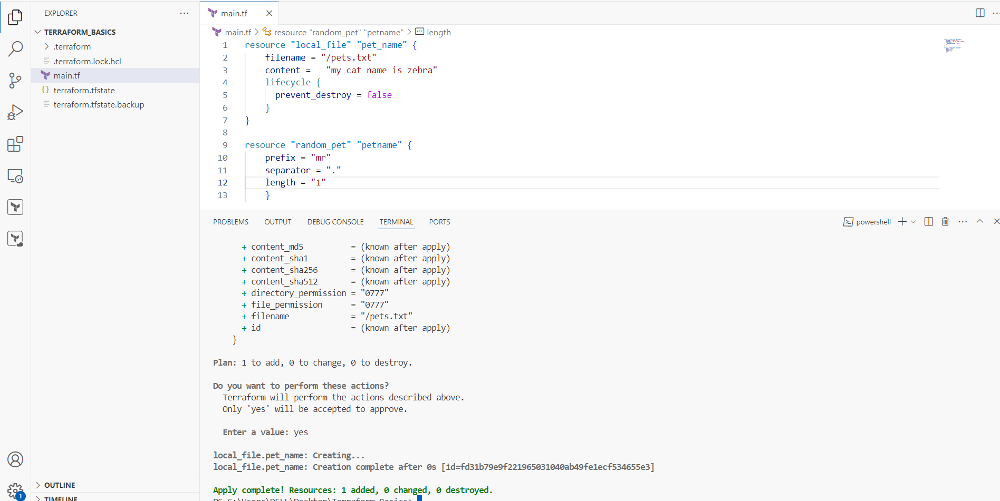 EXPLORER
TERRAFORM_BASICS
.terraform
.terraform.lock.hcl
main.tf
terraform.tfstate
terraform.tfstate.backup
OUTLINE
TIMELINE
1
main.tf
main.tf > resource "random_pet" "petname" > length
1 resource "local_file" "pet_name" {
2 filename = "/pets.txt"
3 content =   "my cat name is zebra"
4 lifecycle {
5 prevent_destroy = false
6 }
7 }
8
9 resource "random_pet" "petname" {
10 prefix = "mr"
11 separator = "."
12 length = "1"
13 }
PROBLEMS OUTPUT DEBUG CONSOLE TERMINAL PORTS powershell
+ content_md5          = (known after apply)
+ content_sha1         = (known after apply)
+ content_sha256       = (known after apply)
+ content_sha512       = (known after apply)
+ directory_permission = "0777"
+ file_permission      = "0777"
+ filename             = "/pets.txt"
+ id                   = (known after apply)
}
Plan: 1 to add, 0 to change, 0 to destroy.
Do you want to perform these actions?
Terraform will perform the actions described above.
Only 'yes' will be accepted to approve.
Enter a value: yes
local_file.pet_name: Creating...
local_file.pet_name: Creation complete after 0s [id=fd31b79e9f221965031040ab49fe1ecf534655e3]
Apply complete! Resources: 1 added, 0 changed, 0 destroyed.
PS C:\Users\DELL\Desktop\Terraform_Basics>